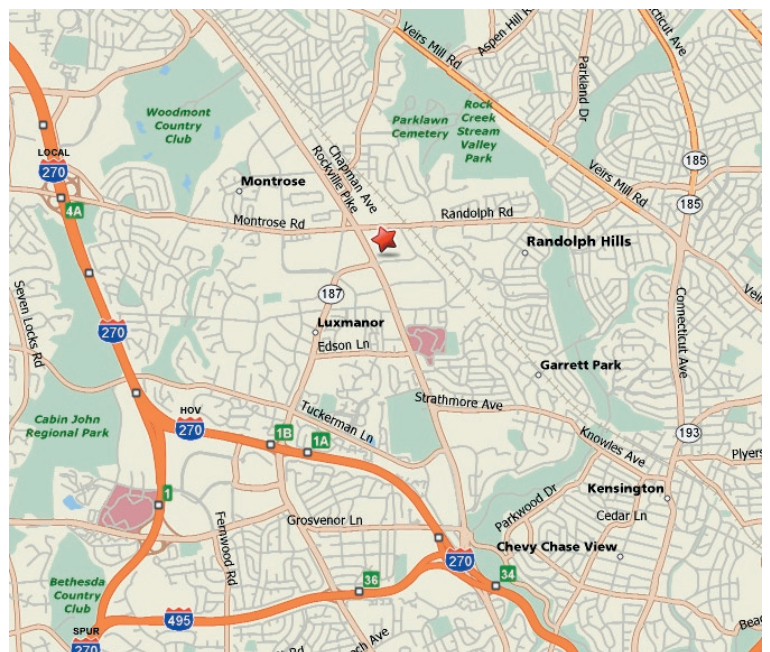 Veirs Mill Rd
Aspen Hill R
cticut Ave
Parkland Dr
Woodmont
Country
Club
Parklawn
Cemetery
Rock
Creek
Stream
Valley
Park
Chapman Ave
Rockville Pike
LOCAL
270
185
Veirs Mill Rd
Montrose
4A
185
Montrose Rd
Randolph Rd
Randolph Hills
187
Seven Locks Rd
270
Luxmanor
Edson Ln
Connecticut Ave
Garrett Park
Strathmore Ave
Tuckerman Ln
Cabin John
Regional Park
HOV
270
1B
1A
193
Knowles Ave
Plyers
1
Parkwood Dr
Kensington
Cedar Ln
Fernwood Rd
Grosvenor Ln
Chevy Chase View
270
34
36
Bethesda
Country
Club
495
SPUR
270
Beac